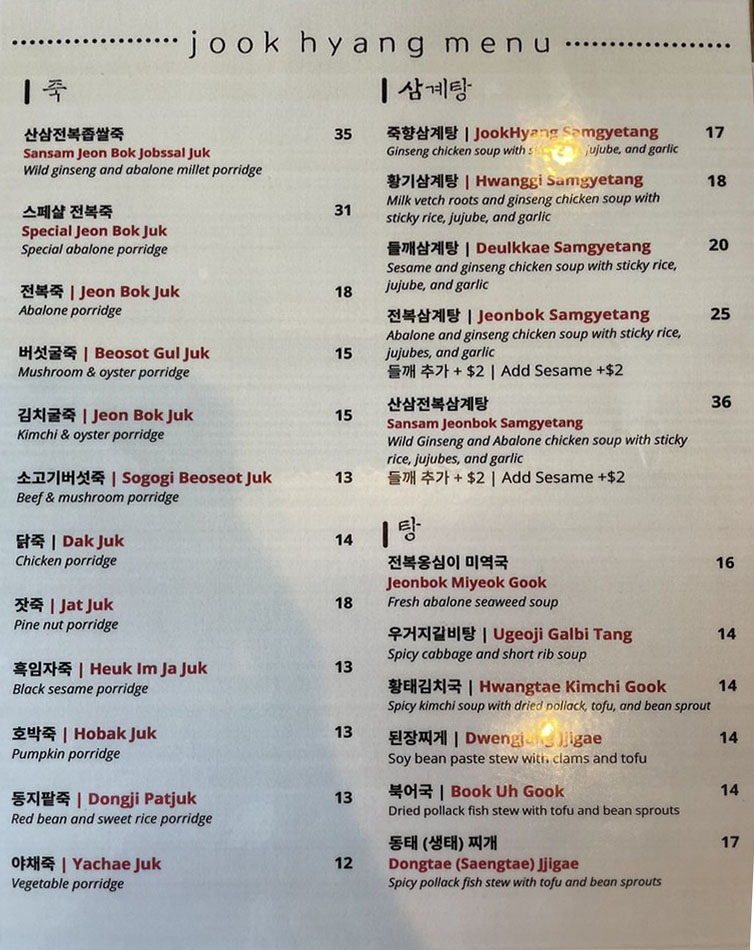 jook hyang menu
죽
산삼전복좁쌀죽 35
Sansam Jeon Bok Jobssal Juk
Wild ginseng and abalone millet porridge
스페샬 전복죽 31
Special Jeon Bok Juk
Special abalone porridge
전복죽 | Jeon Bok Juk 18
Abalone porridge
버섯굴죽 | Beosot Gul Juk 15
Mushroom & oyster porridge
김치굴죽 | Jeon Bok Juk 15
Kimchi & oyster porridge
소고기버섯죽 | Sogogi Beoseot Juk 13
Beef & mushroom porridge
닭죽 | Dak Juk 14
Chicken porridge
잣죽 | Jat Juk 18
Pine nut porridge
흑임자죽 | Heuk Im Ja Juk 13
Black sesame porridge
호박죽 | Hobak Juk 13
Pumpkin porridge
동지팥죽 | Dongji Patjuk 13
Red bean and sweet rice porridge
야채죽 | Yachae Juk 12
Vegetable porridge
삼계탕
죽향삼계탕 | JookHyang Samgyetang 17
Ginseng chicken soup with jujube, and garlic
황기삼계탕 | Hwanggi Samgyetang 18
Milk vetch roots and ginseng chicken soup with
sticky rice, jujube, and garlic
들깨삼계탕 | Deulkkae Samgyetang 20
Sesame and ginseng chicken soup with sticky rice,
jujube, and garlic
전복삼계탕 | Jeonbok Samgyetang 25
Abalone and ginseng chicken soup with sticky rice,
jujubes, and garlic
들깨 추가 + $2 | Add Sesame +$2
산삼전복삼계탕 36
Sansam Jeonbok Samgyetang
Wild Ginseng and Abalone chicken soup with sticky
rice, jujubes, and garlic
들깨 추가 + $2 | Add Sesame +$2
탕
전복옹심이 미역국 16
Jeonbok Miyeok Gook
Fresh abalone seaweed soup
우거지갈비탕 | Ugeoji Galbi Tang 14
Spicy cabbage and short rib soup
황태김치국 | Hwangtae Kimchi Gook 14
Spicy kimchi soup with dried pollack, tofu, and bean sprout
된장찌게 | Dwengjang Jjigae 14
Soy bean paste stew with clams and tofu
북어국 | Book Uh Gook 14
Dried pollack fish stew with tofu and bean sprouts
동태 (생태) 찌개 17
Dongtae (Saengtae) Jjigae
Spicy pollack fish stew with tofu and bean sprouts